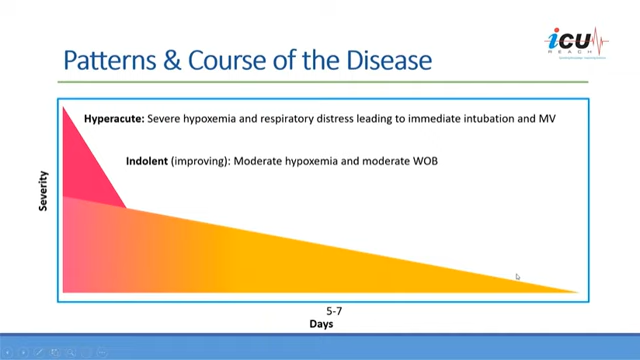 iCU
REACH
Patterns & Course of the Disease
Hyperacute: Severe hypoxemia and respiratory distress leading to immediate intubation and MV
Indolent (improving): Moderate hypoxemia and moderate WOB
Severity
5-7
Days